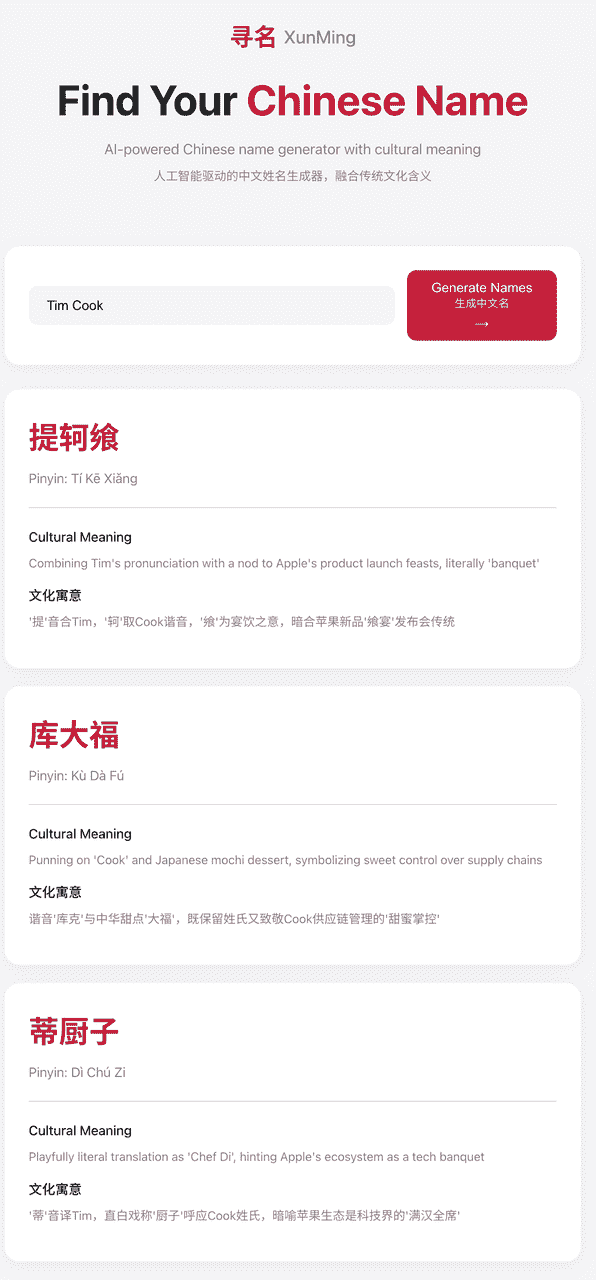 寻名 XunMing
Find Your Chinese Name
AI-powered Chinese name generator with cultural meaning
人工智能驱动的中文姓名生成器，融合传统文化含义
Tim Cook
Generate Names
生成中文名
→
提轲飨
Pinyin: Tí Kē Xiǎng
Cultural Meaning
Combining Tim's pronunciation with a nod to Apple's product launch feasts, literally 'banquet'
文化寓意
'提'音合Tim，'轲'取Cook谐音，'飨'为宴饮之意，暗合苹果新品'飨宴'发布会传统
库大福
Pinyin: Kù Dà Fú
Cultural Meaning
Punning on 'Cook' and Japanese mochi dessert, symbolizing sweet control over supply chains
文化寓意
谐音'库克'与中华甜点'大福'，既保留姓氏又致敬Cook供应链管理的'甜蜜掌控'
蒂厨子
Pinyin: Dì Chú Zi
Cultural Meaning
Playfully literal translation as 'Chef Di', hinting Apple's ecosystem as a tech banquet
文化寓意
'蒂'音译Tim，直白戏称'厨子'呼应Cook姓氏，暗喻苹果生态是科技界的'满汉全席'